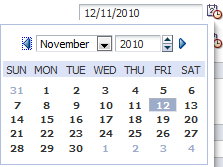 12/11/2010
November 2010
SUN MON TUE WED THU FRI SAT
31 1 2 3 4 5 6
7 8 9 10 11 12 13
14 15 16 17 18 19 20
21 22 23 24 25 26 27
28 29 30 1 2 3 4